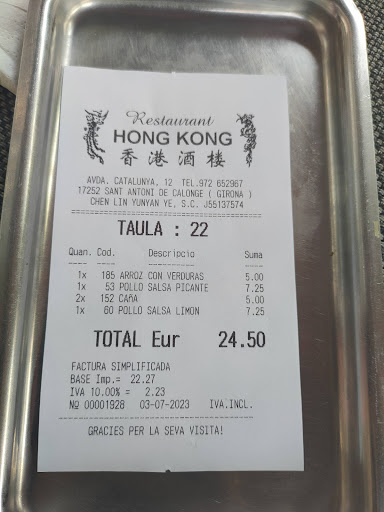 Restaurant
HONG KONG
香港酒楼
AVDA. CATALUNYA, 12 TEL.972 652967
17252 SANT ANTONI DE CALONGE ( GIRONA )
CHEN LIN YUNYAN YE, S.C. J55137574
TAULA : 22
Quan. Cod. Descripcio Suma
1x 185 ARROZ CON VERDURAS 5.00
1x 53 POLLO SALSA PICANTE 7.25
2x 152 CAñA 5.00
1x 60 POLLO SALSA LIMON 7.25
TOTAL Eur 24.50
FACTURA SIMPLIFICADA
BASE Imp.= 22.27
IVA 10.00% = 2.23
Nº 00001928 03-07-2023 IVA.INCL.
GRACIES PER LA SEVA VISITA!